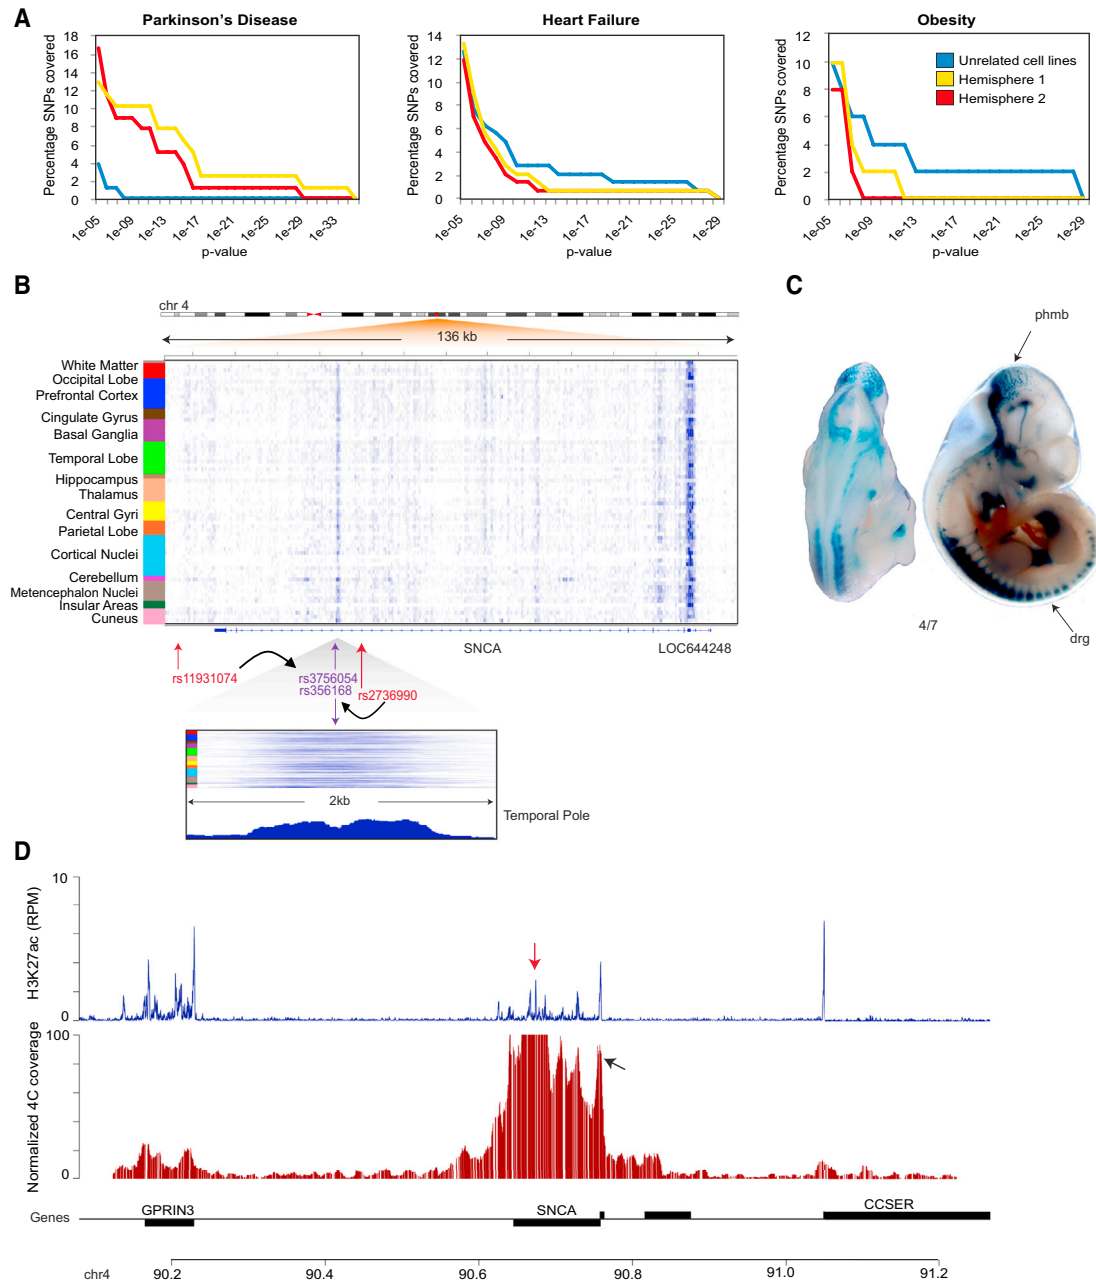 A
Parkinson's Disease
Heart Failure
Obesity
Percentage SNPs covered
18
16
14
12
10
8
6
4
2
0
1e-05
1e-09
1e-13
1e-17
1e-21
1e-25
1e-29
1e-33
p-value
Percentage SNPs covered
14
12
10
8
6
4
2
0
1e-05
1e-09
1e-13
1e-17
1e-21
1e-25
1e-29
p-value
Percentage SNPs covered
12
10
8
6
4
2
0
1e-05
1e-09
1e-13
1e-17
1e-21
1e-25
1e-29
p-value
Unrelated cell lines
Hemisphere 1
Hemisphere 2
B
chr 4
136 kb
White Matter
Occipital Lobe
Prefrontal Cortex
Cingulate Gyrus
Basal Ganglia
Temporal Lobe
Hippocampus
Thalamus
Central Gyri
Parietal Lobe
Cortical Nuclei
Cerebellum
Metencephalon Nuclei
Insular Areas
Cuneus
SNCA
LOC644248
rs11931074
rs3756054
rs356168
rs2736990
2kb
Temporal Pole
C
phmb
4/7
drg
D
H3K27ac (RPM)
10
0
Normalized 4C coverage
100
0
Genes
GPRIN3
SNCA
CCSER
chr4
90.2
90.4
90.6
90.8
91.0
91.2